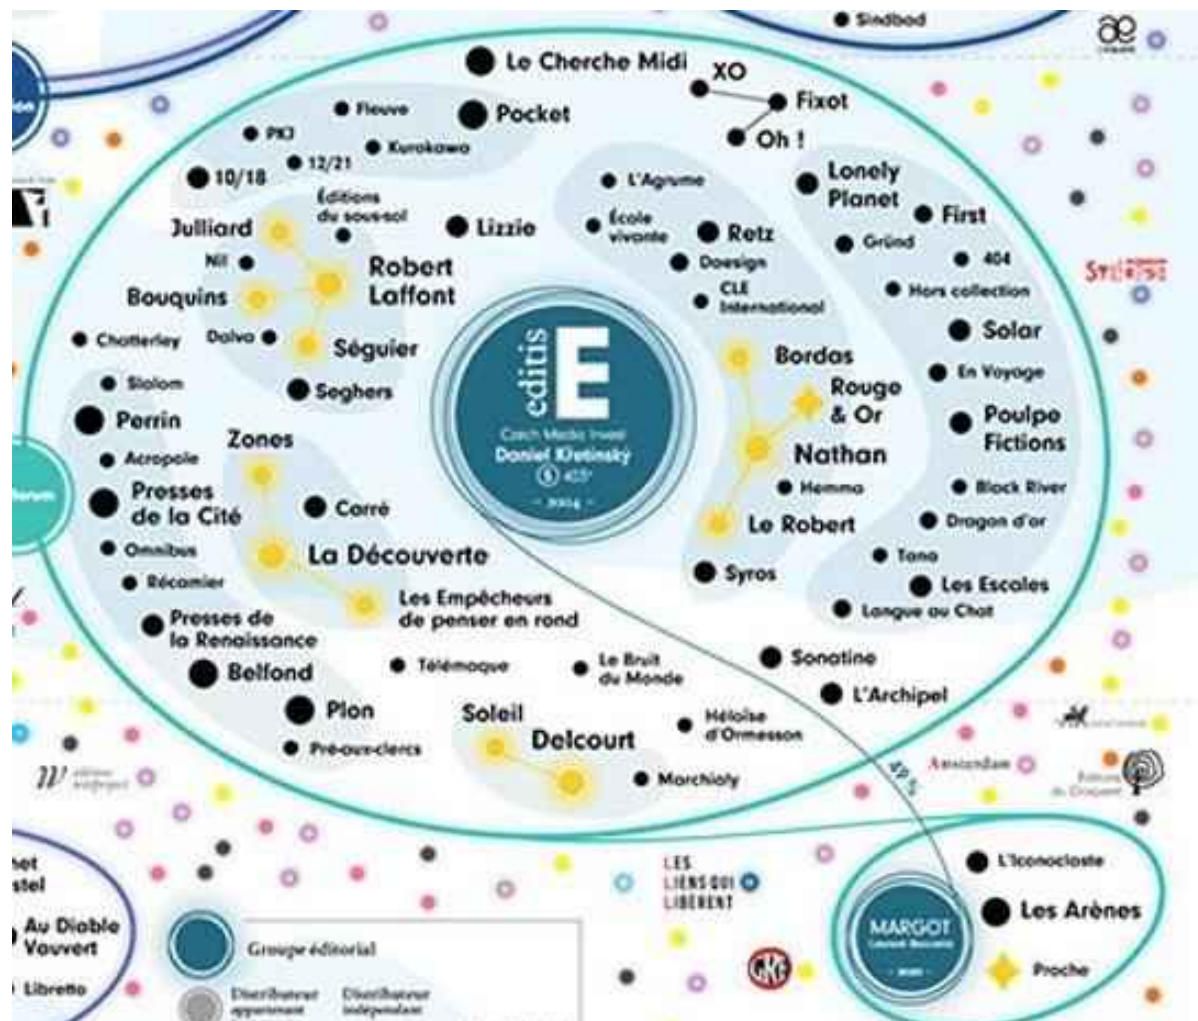 Sindbad
Le Cherche Midi
XO
Fixot
Oh !
Fleuve
Pocket
PKJ
Kurokawa
12/21
10/18
Éditions
du sous-sol
Julliard
Lizzie
Nil
Robert
Laffont
Bouquins
Dalva
Séguier
Chatterley
Seghers
Slalom
Perrin
Zones
Acropole
Presses
de la Cité
Carré
Omnibus
La Découverte
Récamier
Les Empêcheurs
de penser en rond
Presses de
la Renaissance
Belfond
Télémaque
Le Bruit
du Monde
Plon
Pré-aux-clercs
Soleil
Delcourt
Héloïse
d'Ormesson
Marchialy
L'Agrume
École
vivante
Retz
Daesign
CLE
International
Lonely
Planet
First
Gründ
404
Hors collection
Solar
En Voyage
Poulpe
Fictions
Black River
Dragon d'or
Tana
Les Escales
Langue au Chat
Bordas
Rouge
& Or
Nathan
Hemma
Le Robert
Syros
Sonatine
L'Archipel
editis
E
Czech Media Invest
Daniel Křetínský
49 %
Amsterdam
Éditions
du Croquant
L'Iconoclaste
Les Arènes
MARGOT
Proche
LES
LIENS QUI
LIBÈRENT
Au Diable
Vauvert
Libretto
Groupe éditorial
Distributeur
appartenant
Distributeur
indépendant